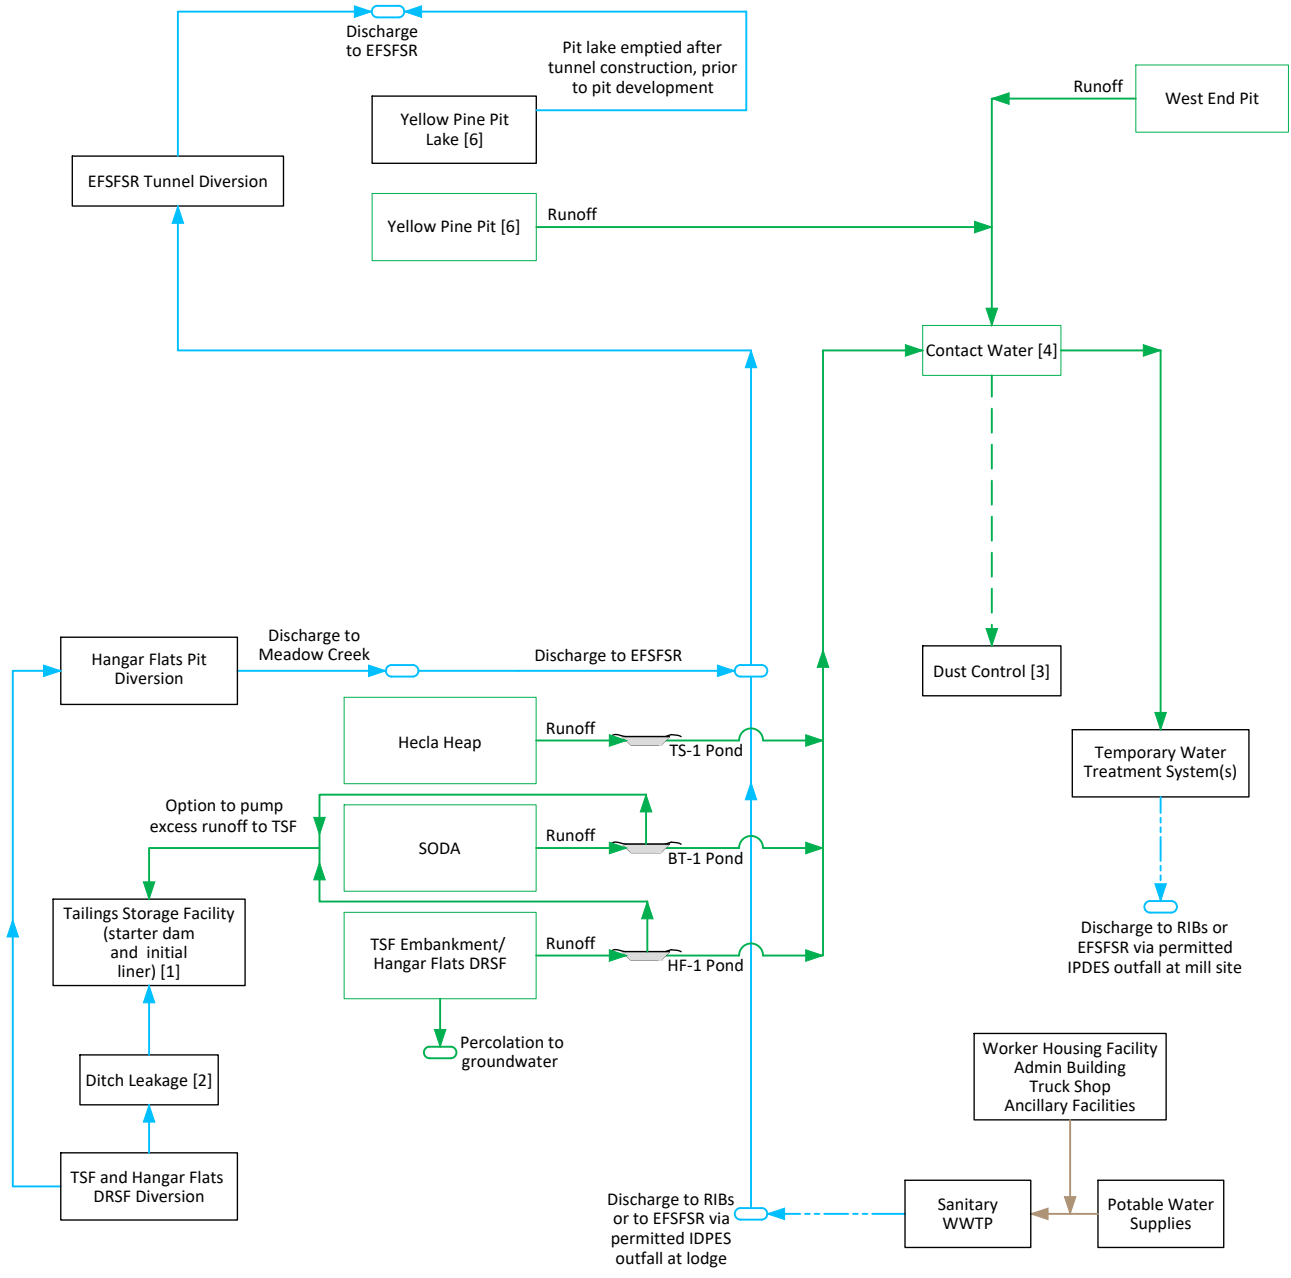 Discharge
to EFSFSR
Pit lake emptied after
tunnel construction, prior
to pit development
Runoff
West End Pit
Yellow Pine Pit
Lake [6]
EFSFSR Tunnel Diversion
Yellow Pine Pit [6]
Runoff
Contact Water [4]
Hangar Flats Pit
Diversion
Discharge to
Meadow Creek
Discharge to EFSFSR
Dust Control [3]
Hecla Heap
Runoff
TS-1 Pond
Temporary Water
Treatment System(s)
Option to pump
excess runoff to TSF
SODA
Runoff
BT-1 Pond
Tailings Storage Facility
(starter dam
and initial
liner) [1]
TSF Embankment/
Hangar Flats DRSF
Runoff
HF-1 Pond
Discharge to RIBs or
EFSFSR via permitted
IPDES outfall at mill site
Percolation to
groundwater
Ditch Leakage [2]
Worker Housing Facility
Admin Building
Truck Shop
Ancillary Facilities
TSF and Hangar Flats
DRSF Diversion
Discharge to RIBs
or to EFSFSR via
permitted IDPES
outfall at lodge
Sanitary
WWTP
Potable Water
Supplies